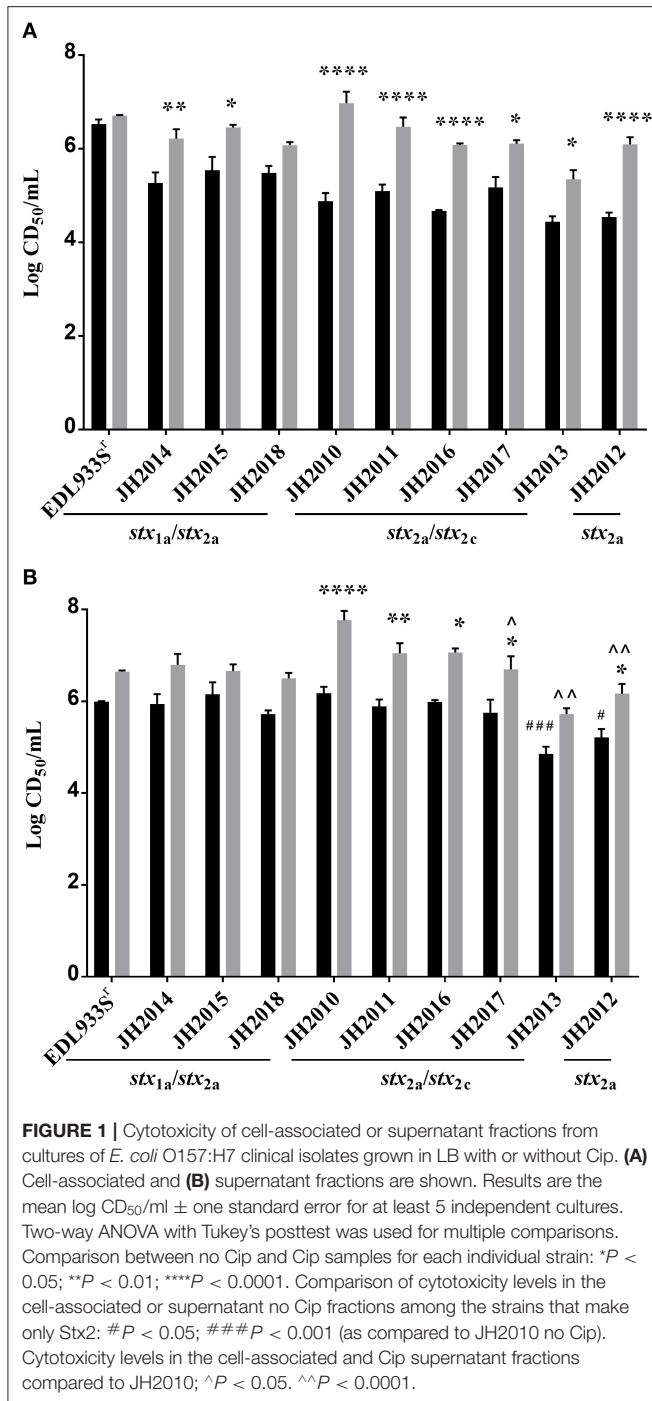 A
8
6
4
2
0
Log CD50/mL
**
*
****
****
****
*
*
****
EDL933Sr
JH2014
JH2015
JH2018
JH2010
JH2011
JH2016
JH2017
JH2013
JH2012
stx1a/stx2a
stx2a/stx2c
stx2a
B
8
6
4
2
0
Log CD50/mL
****
**
*
^
*
###
^^
#
^^
*
EDL933Sr
JH2014
JH2015
JH2018
JH2010
JH2011
JH2016
JH2017
JH2013
JH2012
stx1a/stx2a
stx2a/stx2c
stx2a
FIGURE 1 | Cytotoxicity of cell-associated or supernatant fractions from
cultures of E. coli O157:H7 clinical isolates grown in LB with or without Cip. (A)
Cell-associated and (B) supernatant fractions are shown. Results are the
mean log CD50/ml ± one standard error for at least 5 independent cultures.
Two-way ANOVA with Tukey's posttest was used for multiple comparisons.
Comparison between no Cip and Cip samples for each individual strain: *P <
0.05; **P < 0.01; ****P < 0.0001. Comparison of cytotoxicity levels in the
cell-associated or supernatant no Cip fractions among the strains that make
only Stx2: #P < 0.05; ###P < 0.001 (as compared to JH2010 no Cip).
Cytotoxicity levels in the cell-associated and Cip supernatant fractions
compared to JH2010; ^P < 0.05. ^^P < 0.0001.